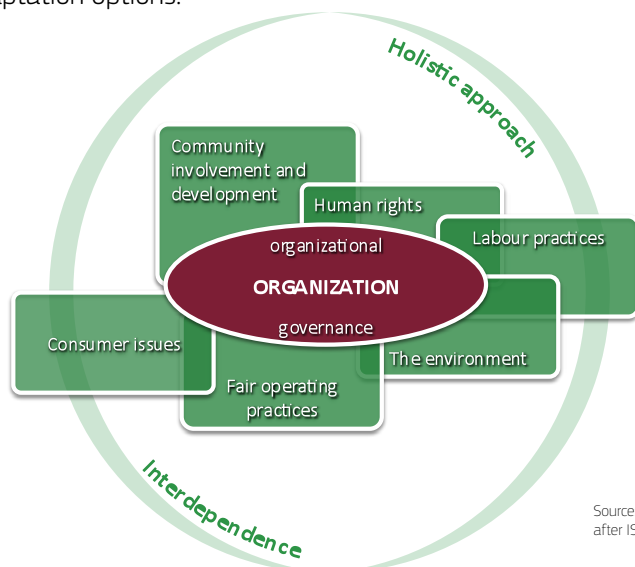 options.
Holistic approach
Community
involvement and
development
Human rights
Labour practices
organizational
ORGANIZATION
governance
Consumer issues
The environment
Fair operating
practices
Interdependence
Source
after